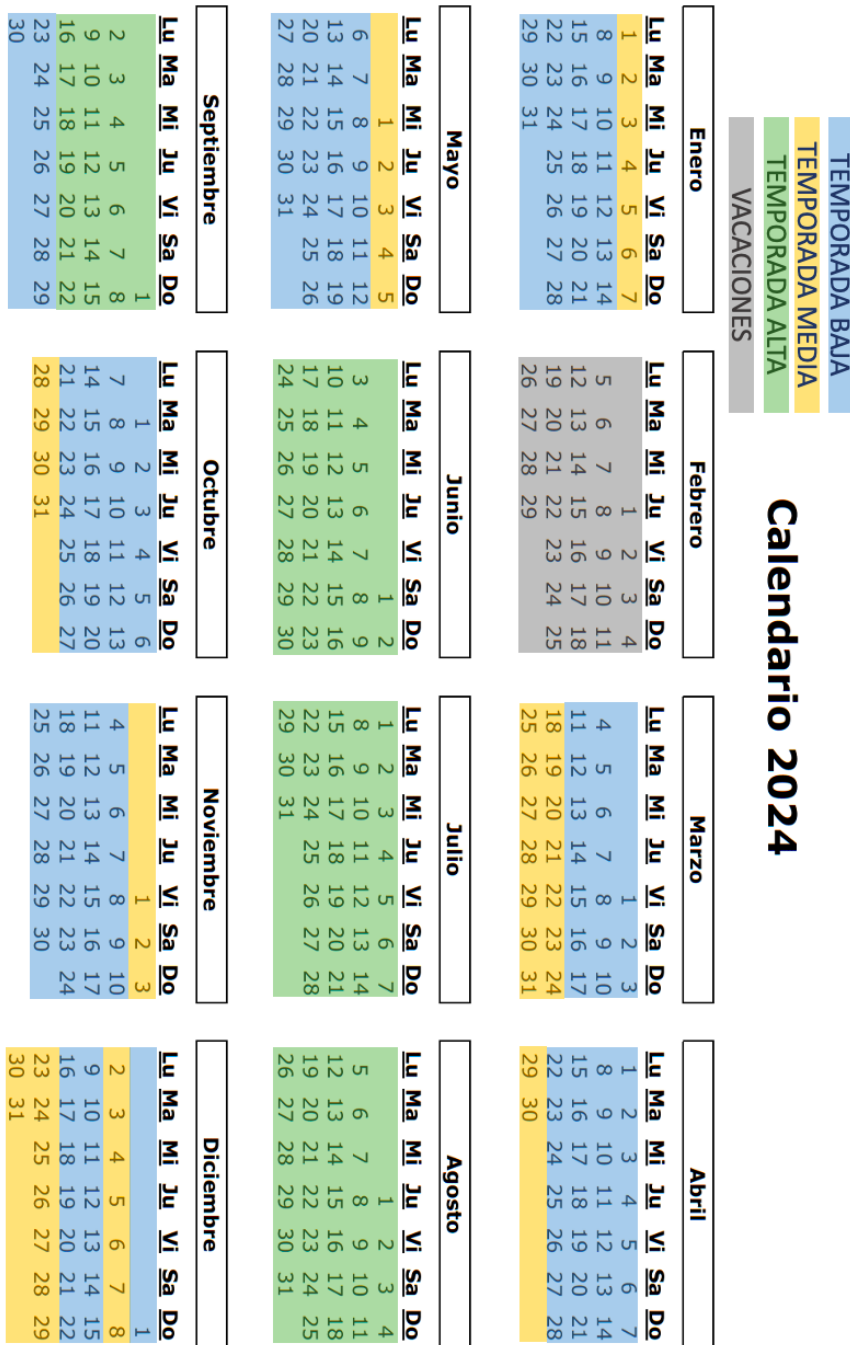 TEMPORADA BAJA
TEMPORADA MEDIA
TEMPORADA ALTA
VACACIONES
Calendario 2024
Enero
Lu Ma Mi Ju Vi Sa Do
1 2 3 4 5 6 7
8 9 10 11 12 13 14
15 16 17 18 19 20 21
22 23 24 25 26 27 28
29 30 31
Febrero
Lu Ma Mi Ju Vi Sa Do
1 2 3 4
5 6 7 8 9 10 11
12 13 14 15 16 17 18
19 20 21 22 23 24 25
26 27 28 29
Marzo
Lu Ma Mi Ju Vi Sa Do
1 2 3
4 5 6 7 8 9 10
11 12 13 14 15 16 17
18 19 20 21 22 23 24
25 26 27 28 29 30 31
Abril
Lu Ma Mi Ju Vi Sa Do
1 2 3 4 5 6 7
8 9 10 11 12 13 14
15 16 17 18 19 20 21
22 23 24 25 26 27 28
29 30
Mayo
Lu Ma Mi Ju Vi Sa Do
1 2 3 4 5
6 7 8 9 10 11 12
13 14 15 16 17 18 19
20 21 22 23 24 25 26
27 28 29 30 31
Junio
Lu Ma Mi Ju Vi Sa Do
1 2
3 4 5 6 7 8 9
10 11 12 13 14 15 16
17 18 19 20 21 22 23
24 25 26 27 28 29 30
Julio
Lu Ma Mi Ju Vi Sa Do
1 2 3 4 5 6 7
8 9 10 11 12 13 14
15 16 17 18 19 20 21
22 23 24 25 26 27 28
29 30 31
Agosto
Lu Ma Mi Ju Vi Sa Do
1 2 3 4
5 6 7 8 9 10 11
12 13 14 15 16 17 18
19 20 21 22 23 24 25
26 27 28 29 30 31
Septiembre
Lu Ma Mi Ju Vi Sa Do
1
2 3 4 5 6 7 8
9 10 11 12 13 14 15
16 17 18 19 20 21 22
23 24 25 26 27 28 29
30
Octubre
Lu Ma Mi Ju Vi Sa Do
1 2 3 4 5 6
7 8 9 10 11 12 13
14 15 16 17 18 19 20
21 22 23 24 25 26 27
28 29 30 31
Noviembre
Lu Ma Mi Ju Vi Sa Do
1 2 3
4 5 6 7 8 9 10
11 12 13 14 15 16 17
18 19 20 21 22 23 24
25 26 27 28 29 30
Diciembre
Lu Ma Mi Ju Vi Sa Do
1
2 3 4 5 6 7 8
9 10 11 12 13 14 15
16 17 18 19 20 21 22
23 24 25 26 27 28 29
30 31